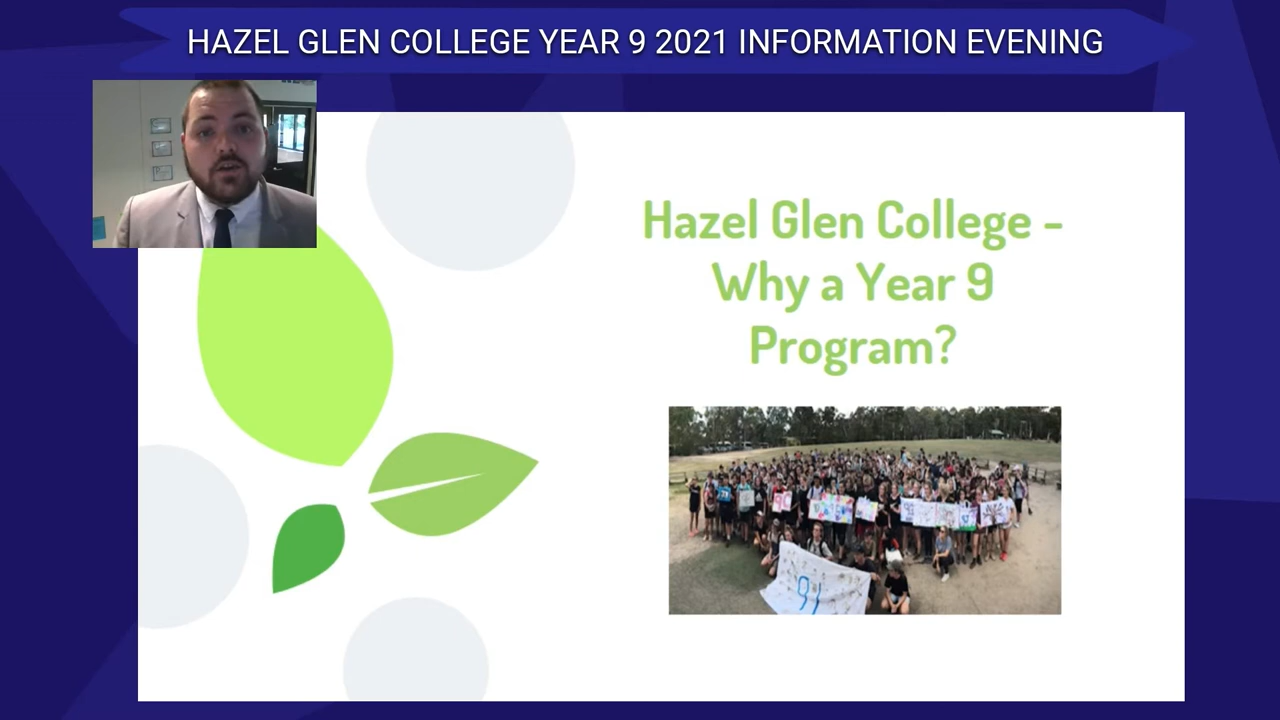 HAZEL GLEN COLLEGE YEAR 9 2021 INFORMATION EVENING
Hazel Glen College -
Why a Year 9
Program?